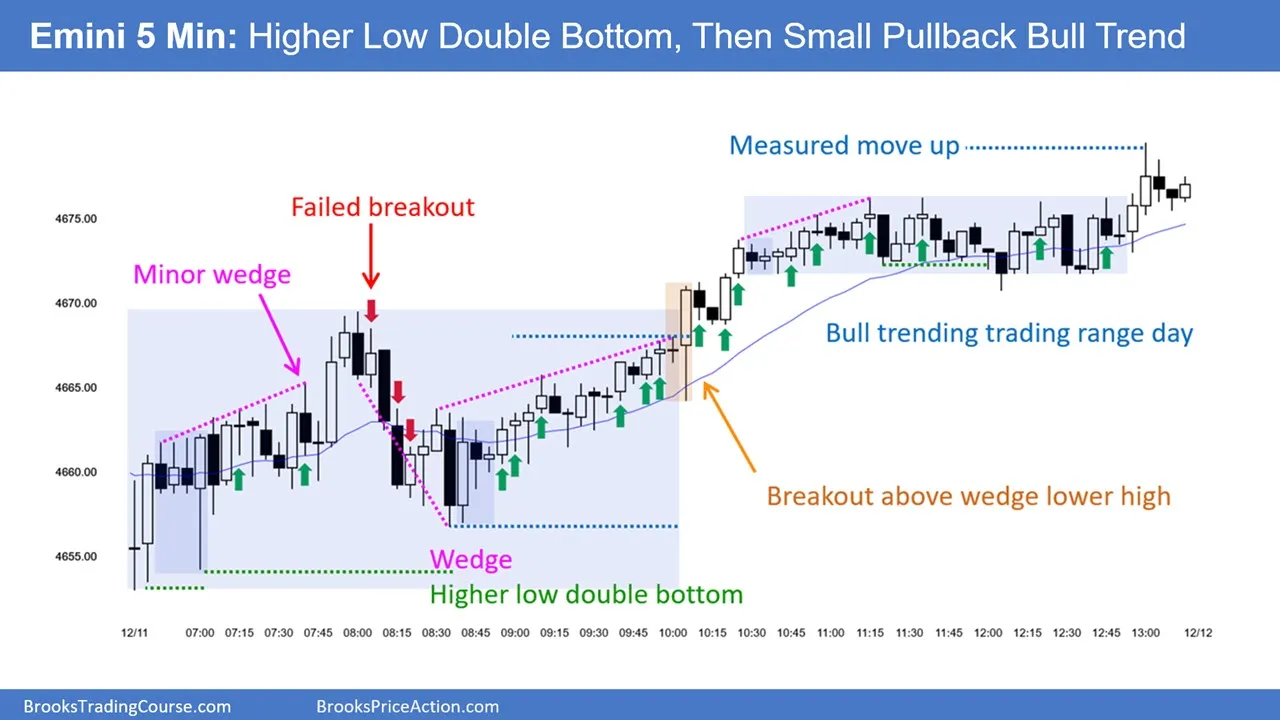 Emini 5 Min: Higher Low Double Bottom, Then Small Pullback Bull Trend
Measured move up
Failed breakout
4675.00
Minor wedge
4670.00
Bull trending trading range day
4665.00
4660.00
Breakout above wedge lower high
4655.00
Wedge
Higher low double bottom
12/11 07:00 07:15 07:30 07:45 08:00 08:15 08:30 08:45 09:00 09:15 09:30 09:45 10:00 10:15 10:30 10:45 11:00 11:15 11:30 11:45 12:00 12:15 12:30 12:45 13:00 12/12
BrooksTradingCourse.com BrooksPriceAction.com